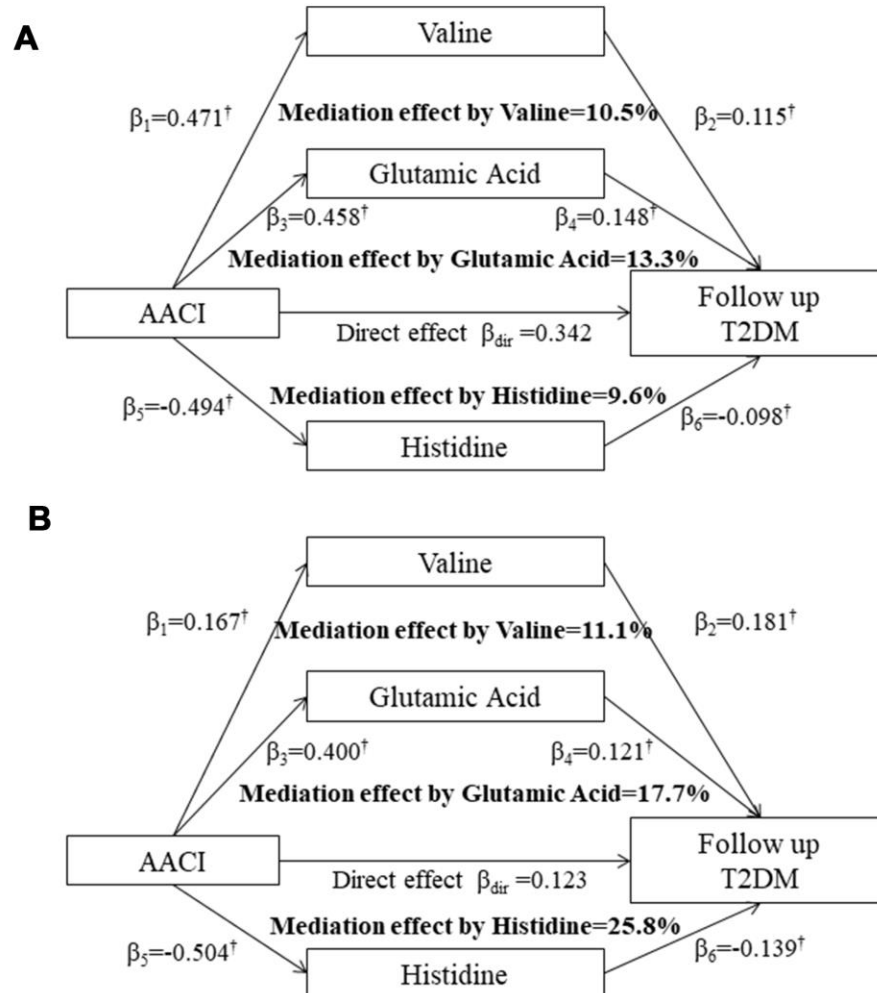 A
Valine
β₁=0.471†
Mediation effect by Valine=10.5%
β₂=0.115†
Glutamic Acid
β₃=0.458†
β₄=0.148†
Mediation effect by Glutamic Acid=13.3%
AACI
Follow up
T2DM
Direct effect β_dir =0.342
Mediation effect by Histidine=9.6%
β₅=-0.494†
β₆=-0.098†
Histidine
B
Valine
β₁=0.167†
Mediation effect by Valine=11.1%
β₂=0.181†
Glutamic Acid
β₃=0.400†
β₄=0.121†
Mediation effect by Glutamic Acid=17.7%
AACI
Follow up
T2DM
Direct effect β_dir =0.123
Mediation effect by Histidine=25.8%
β₅=-0.504†
β₆=-0.139†
Histidine